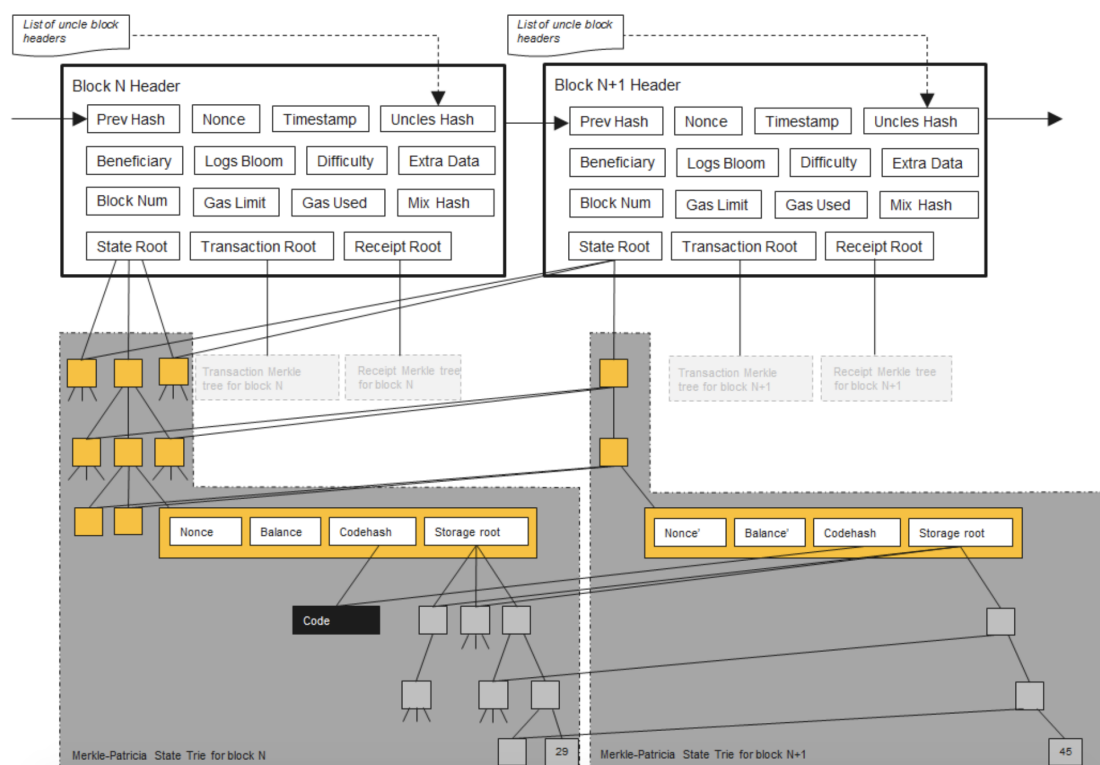 List of uncle block
headers
List of uncle block
headers
Block N Header
Prev Hash
Nonce
Timestamp
Uncles Hash
Beneficiary
Logs Bloom
Difficulty
Extra Data
Block Num
Gas Limit
Gas Used
Mix Hash
State Root
Transaction Root
Receipt Root
Block N+1 Header
Prev Hash
Nonce
Timestamp
Uncles Hash
Beneficiary
Logs Bloom
Difficulty
Extra Data
Block Num
Gas Limit
Gas Used
Mix Hash
State Root
Transaction Root
Receipt Root
Transaction Merkle
tree for block N
Receipt Merkle tree
for block N
Transaction Merkle
tree for block N+1
Receipt Merkle tree
for block N+1
Nonce
Balance
Codehash
Storage root
Nonce'
Balance'
Codehash
Storage root
Code
29
45
Merkle-Patricia State Trie for block N
Merkle-Patricia State Trie for block N+1